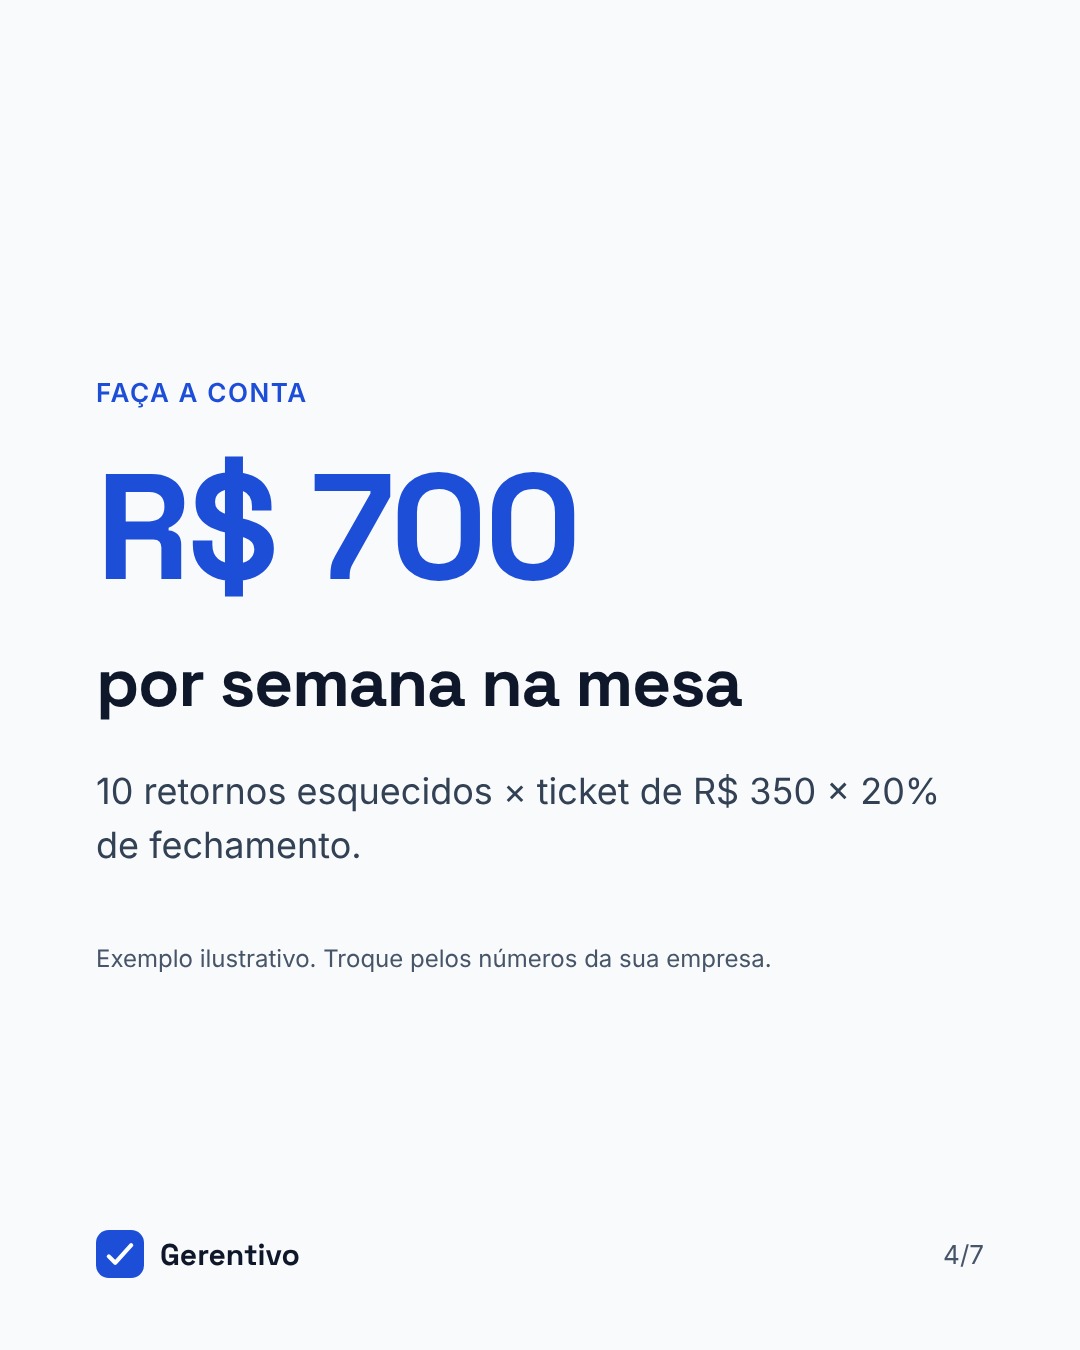 FAÇA A CONTA
R$ 700
por semana na mesa
10 retornos esquecidos × ticket de R$ 350 × 20%
de fechamento.
Exemplo ilustrativo. Troque pelos números da sua empresa.
Gerentivo
4/7